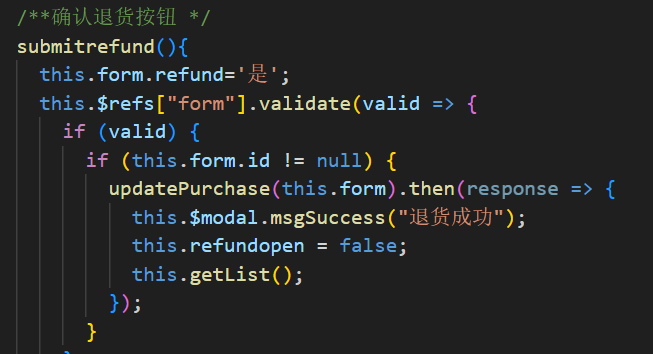 /**确认退货按钮 */
submitrefund(){
this.form.refund='是';
this.$refs["form"].validate(valid => {
if (valid) {
if (this.form.id != null) {
updatePurchase(this.form).then(response => {
this.$modal.msgSuccess("退货成功");
this.refundopen = false;
this.getList();
});
}